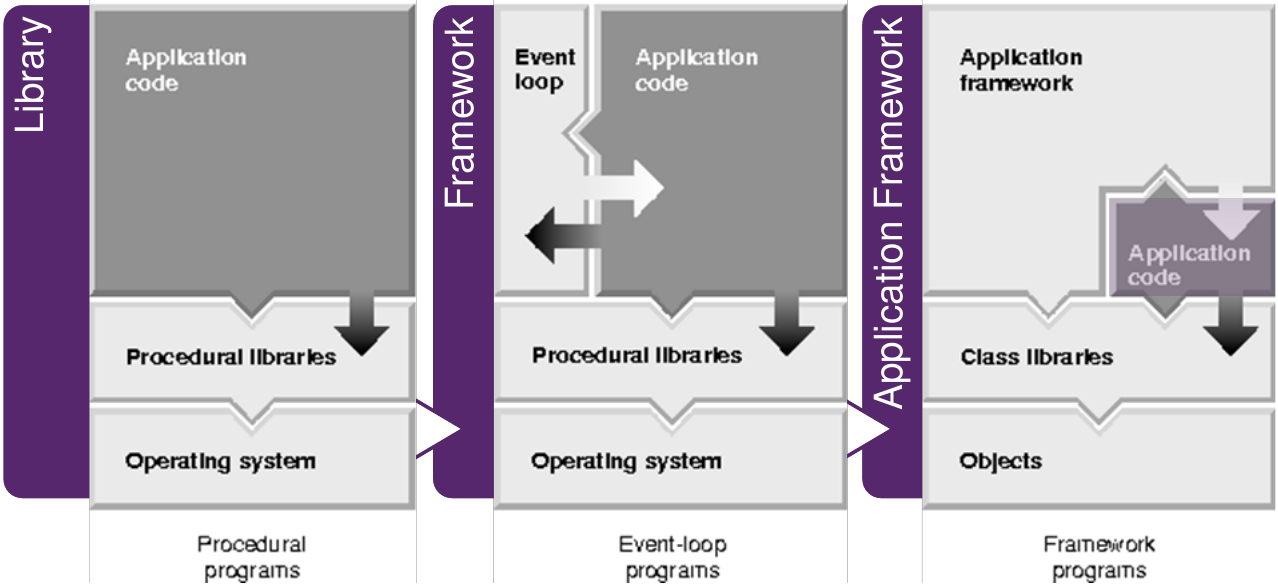 Library
Application
code
Procedural libraries
Operating system
Procedural
programs
Framework
Event
loop
Application
code
Procedural libraries
Operating system
Event-loop
programs
Application Framework
Application
framework
Application
code
Class libraries
Objects
Framework
programs